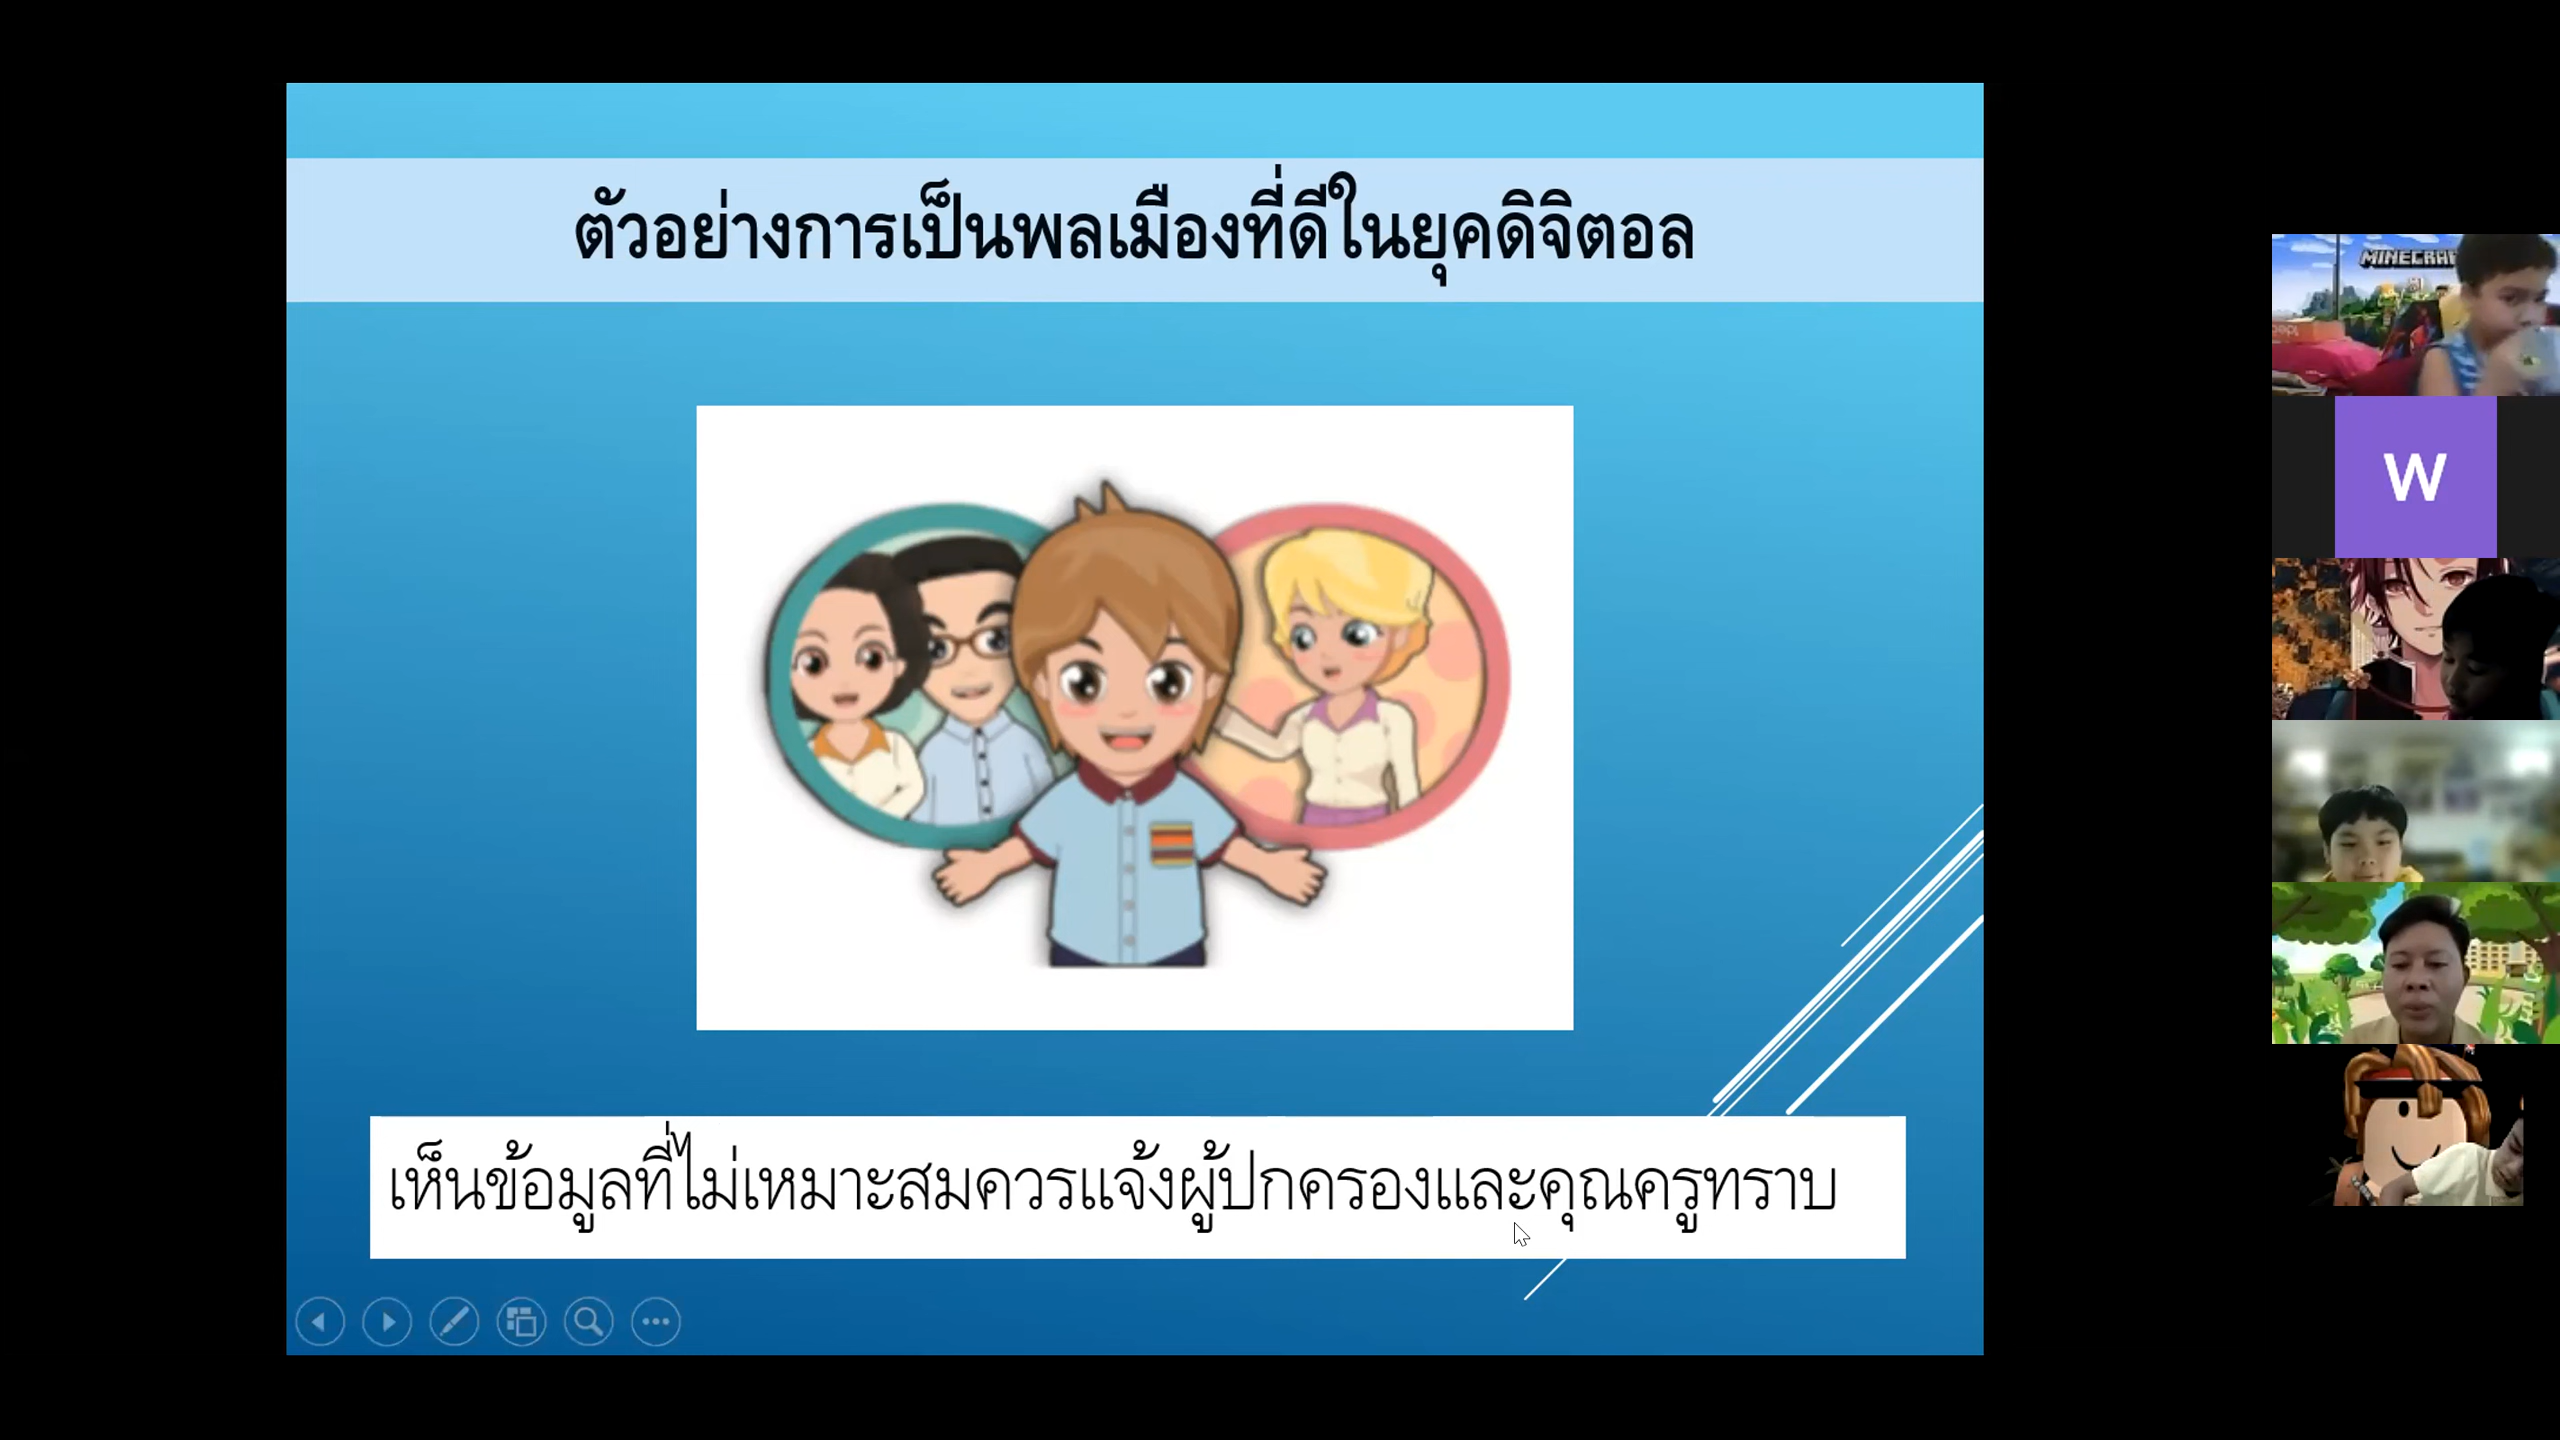 ตัวอย่างการเป็นพลเมืองที่ดีในยุคดิจิตอล
เห็นข้อมูลที่ไม่เหมาะสมควรแจ้งผู้ปกครองและคุณครูทราบ
W